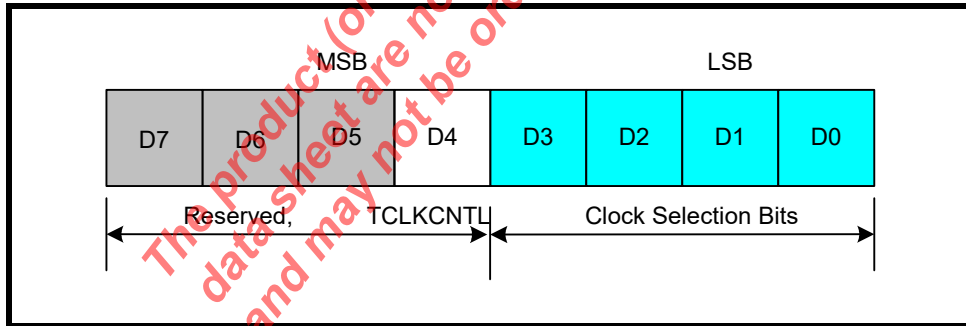 MSB LSB
D7 D6 D5 D4 D3 D2 D1 D0
Reserved, TCLKCNTL Clock Selection Bits
The product (or
data sheet are no
and may not be or